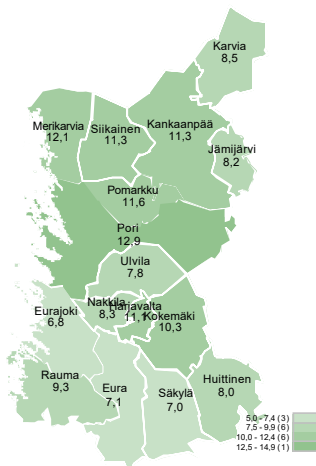 Karvia
8,5
Merikarvia
12,1
Siikainen
11,3
Kankaanpää
11,3
Jämijärvi
8,2
Pomarkku
11,6
Pori
12,9
Ulvila
7,8
Nakkila
8,3
Harjavalta
11,1
Kokemäki
10,3
Eurajoki
6,8
Rauma
9,3
Eura
7,1
Säkylä
7,0
Huittinen
8,0
5,0 - 7,4 (3)
7,5 - 9,9 (6)
10,0 - 12,4 (6)
12,5 - 14,9 (1)